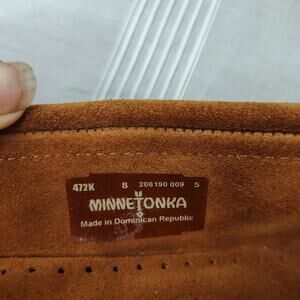 472K 8 206190 009 5
MINNETONKA
Made in Dominican Republic